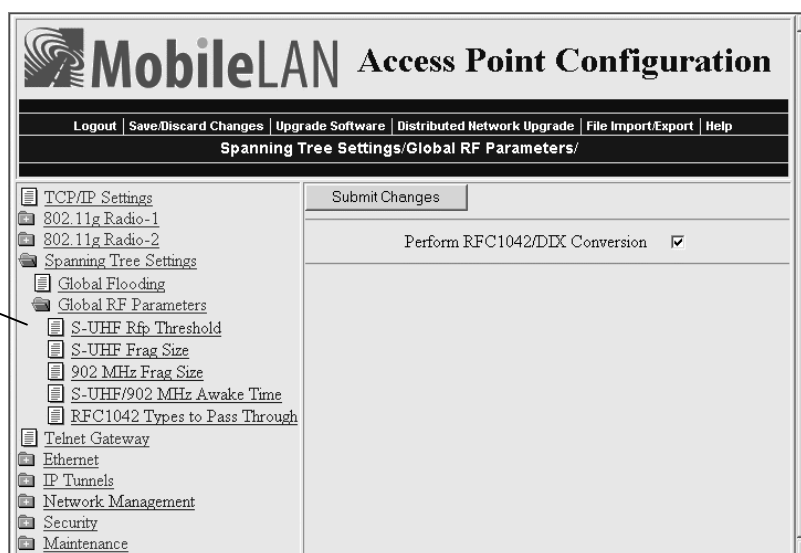 MobileLAN Access Point Configuration
Logout | Save/Discard Changes | Upgrade Software | Distributed Network Upgrade | File Import/Export | Help
Spanning Tree Settings/Global RF Parameters/
TCP/IP Settings
802.11g Radio-1
802.11g Radio-2
Spanning Tree Settings
Global Flooding
Global RF Parameters
S-UHF Rfp Threshold
S-UHF Frag Size
902 MHz Frag Size
S-UHF/902 MHz Awake Time
RFC1042 Types to Pass Through
Telnet Gateway
Ethernet
IP Tunnels
Network Management
Security
Maintenance
Submit Changes
Perform RFC1042/DIX Conversion